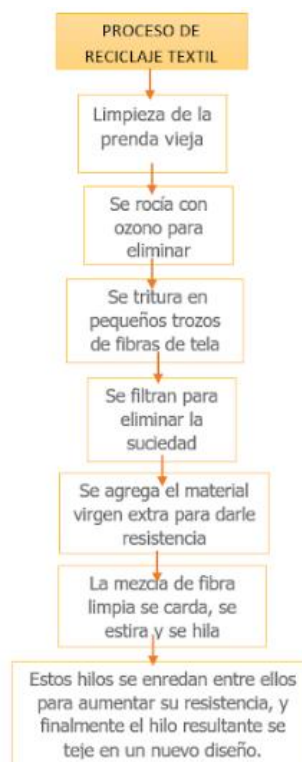 PROCESO DE
RECICLAJE TEXTIL
Limpieza de la
prenda vieja
Se rocía con
ozono para
eliminar
Se tritura en
pequeños trozos
de fibras de tela
Se filtran para
eliminar la
suciedad
Se agrega el material
virgen extra para darle
resistencia
La mezcla de fibra
limpia se carda, se
estira y se hila
Estos hilos se enredan entre ellos
para aumentar su resistencia, y
finalmente el hilo resultante se
teje en un nuevo diseño.